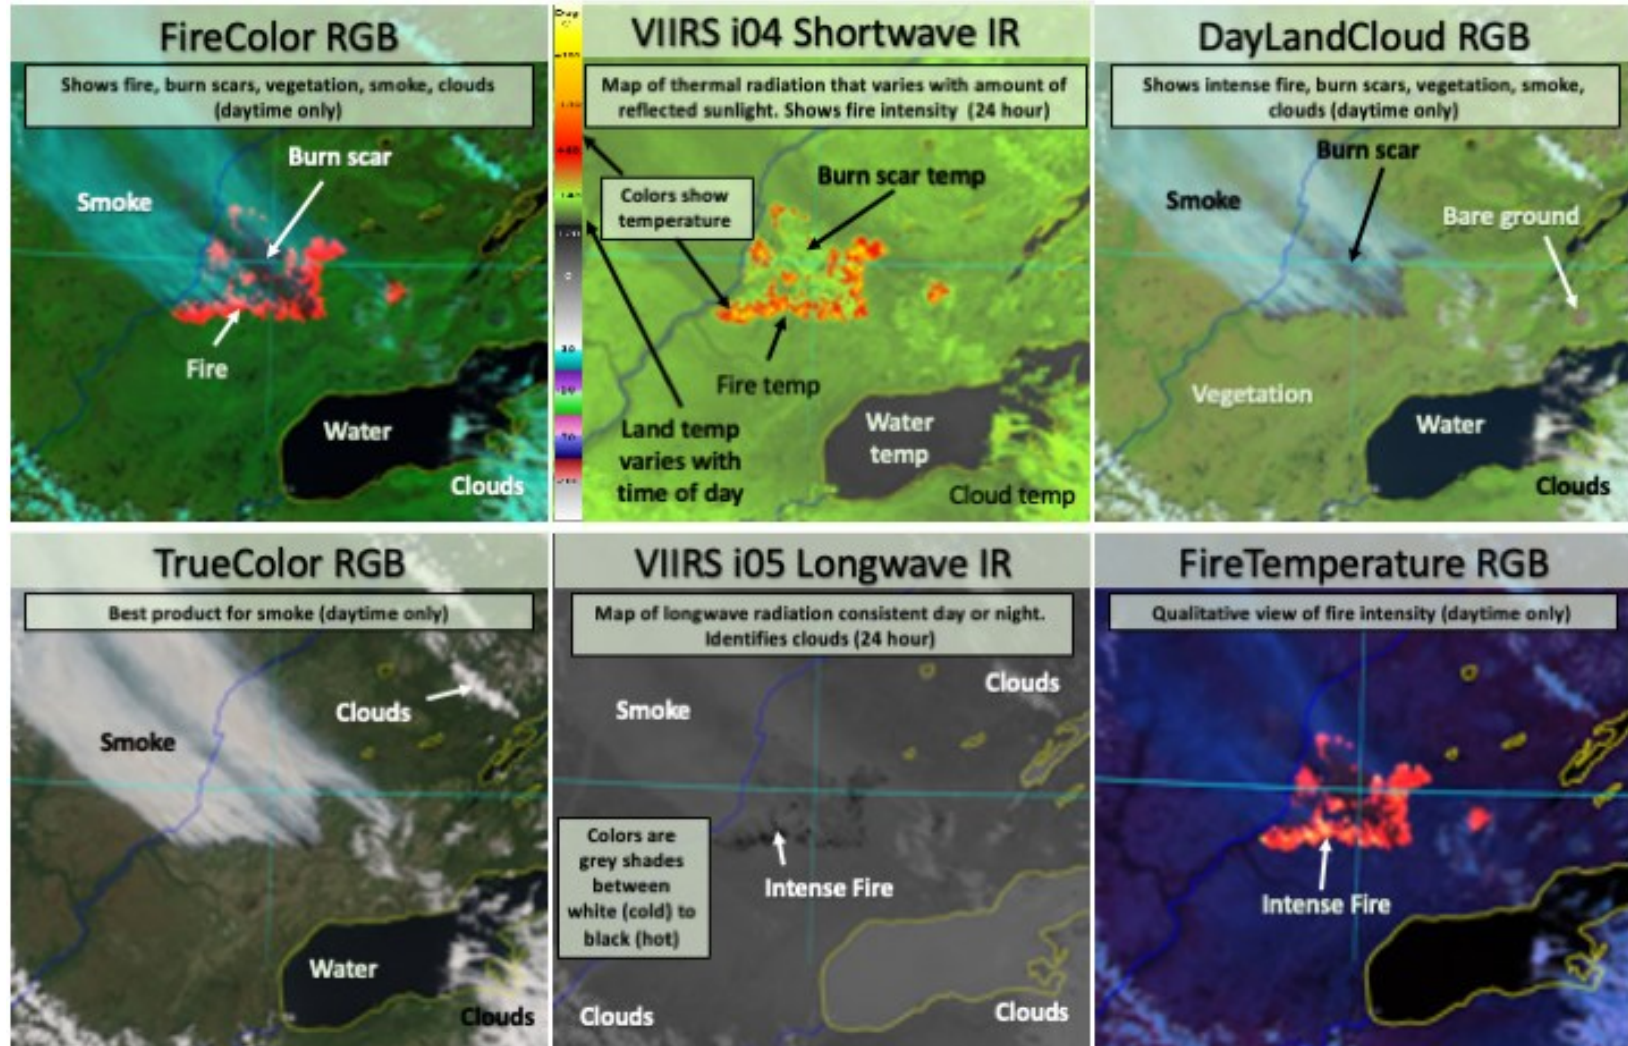 FireColor RGB
Shows fire, burn scars, vegetation, smoke, clouds
(daytime only)
Burn scar
Smoke
Fire
Water
Clouds
VIIRS i04 Shortwave IR
Map of thermal radiation that varies with amount of
reflected sunlight. Shows fire intensity (24 hour)
Colors show
temperature
Burn scar temp
Fire temp
Land temp
varies with
time of day
Water
temp
Cloud temp
DayLandCloud RGB
Shows intense fire, burn scars, vegetation, smoke,
clouds (daytime only)
Burn scar
Smoke
Bare ground
Vegetation
Water
Clouds
TrueColor RGB
Best product for smoke (daytime only)
Clouds
Smoke
Water
Clouds
VIIRS i05 Longwave IR
Map of longwave radiation consistent day or night.
Identifies clouds (24 hour)
Clouds
Smoke
Colors are
grey shades
between
white (cold) to
black (hot)
Intense Fire
Clouds
Clouds
FireTemperature RGB
Qualitative view of fire intensity (daytime only)
Intense Fire